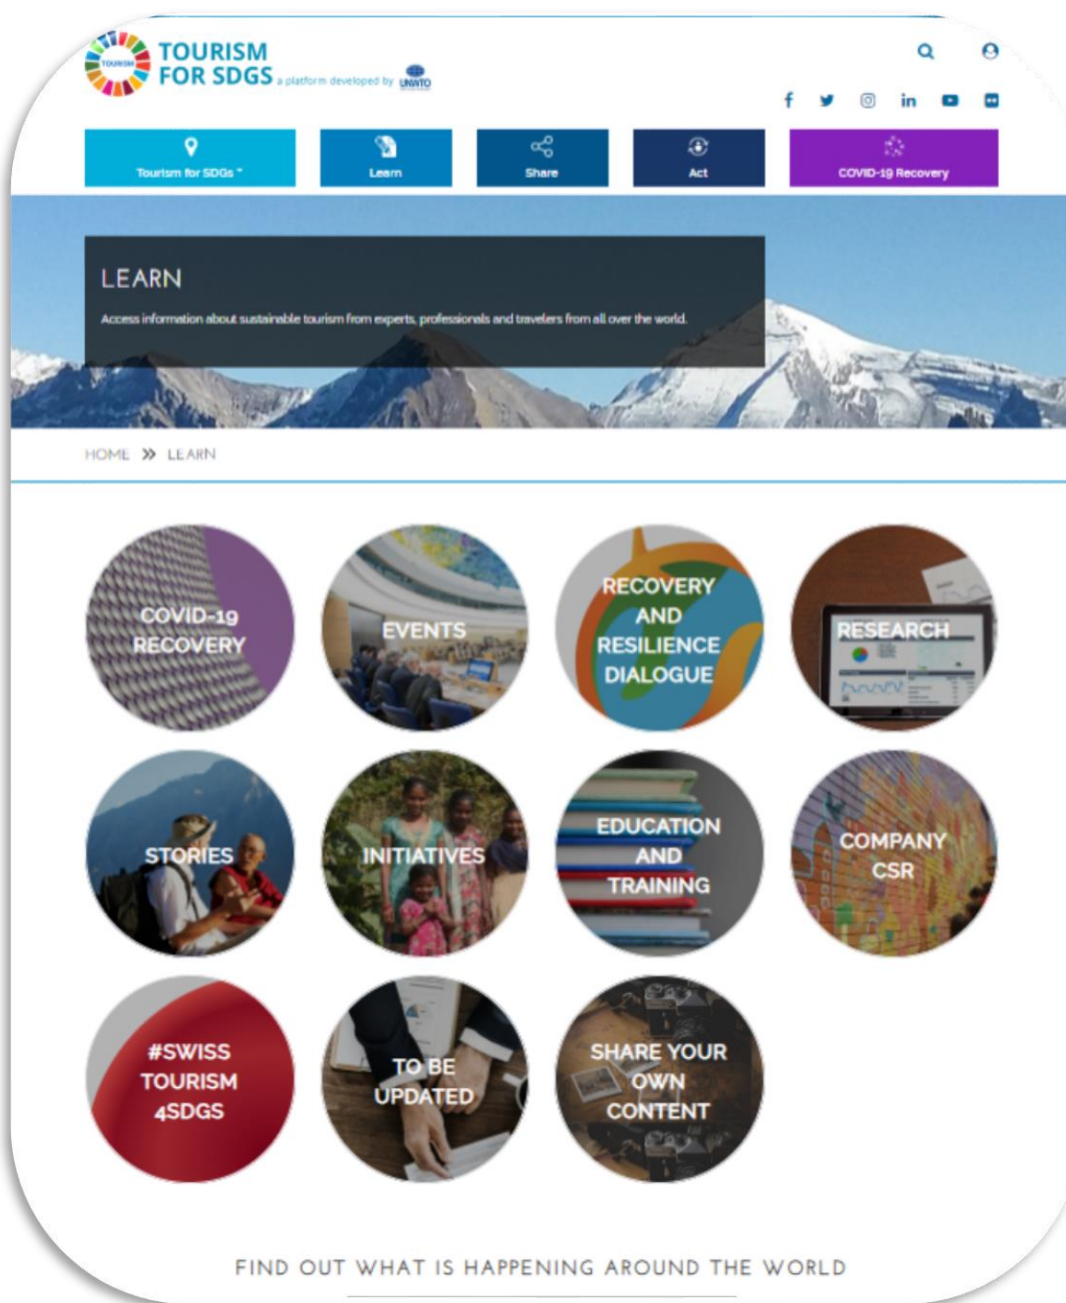 TOURISM
TOURISM
FOR SDGS a platform developed by UNWTO
Tourism for SDGs
Learn
Share
Act
COVID-19 Recovery
LEARN
Access information about sustainable tourism from experts, professionals and travelers from all over the world.
HOME » LEARN
COVID-19
RECOVERY
EVENTS
RECOVERY
AND
RESILIENCE
DIALOGUE
RESEARCH
STORIES
INITIATIVES
EDUCATION
AND
TRAINING
COMPANY
CSR
#SWISS
TOURISM
4SDGS
TO BE
UPDATED
SHARE YOUR
OWN
CONTENT
FIND OUT WHAT IS HAPPENING AROUND THE WORLD